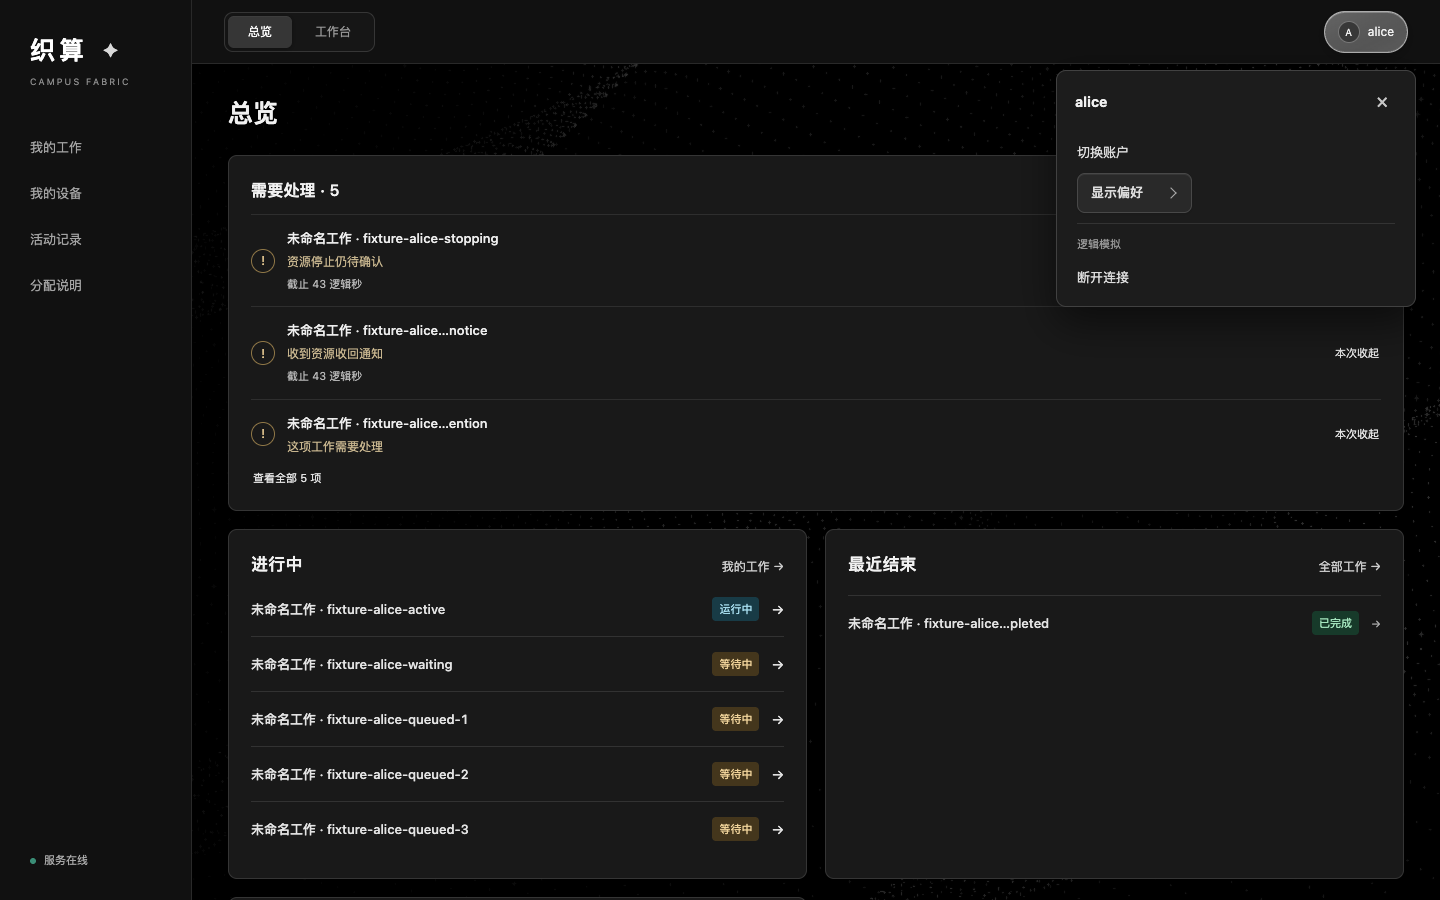 织算
CAMPUS FABRIC
我的工作
我的设备
活动记录
分配说明
服务在线
总览
工作台
A alice
总览
alice
切换账户
显示偏好
逻辑模拟
断开连接
需要处理 · 5
未命名工作 · fixture-alice-stopping
资源停止仍待确认
截止 43 逻辑秒
未命名工作 · fixture-alice...notice
收到资源收回通知
截止 43 逻辑秒
本次收起
未命名工作 · fixture-alice...ention
这项工作需要处理
本次收起
查看全部 5 项
进行中
我的工作 →
未命名工作 · fixture-alice-active
运行中 →
未命名工作 · fixture-alice-waiting
等待中 →
未命名工作 · fixture-alice-queued-1
等待中 →
未命名工作 · fixture-alice-queued-2
等待中 →
未命名工作 · fixture-alice-queued-3
等待中 →
最近结束
全部工作 →
未命名工作 · fixture-alice...pleted
已完成 →